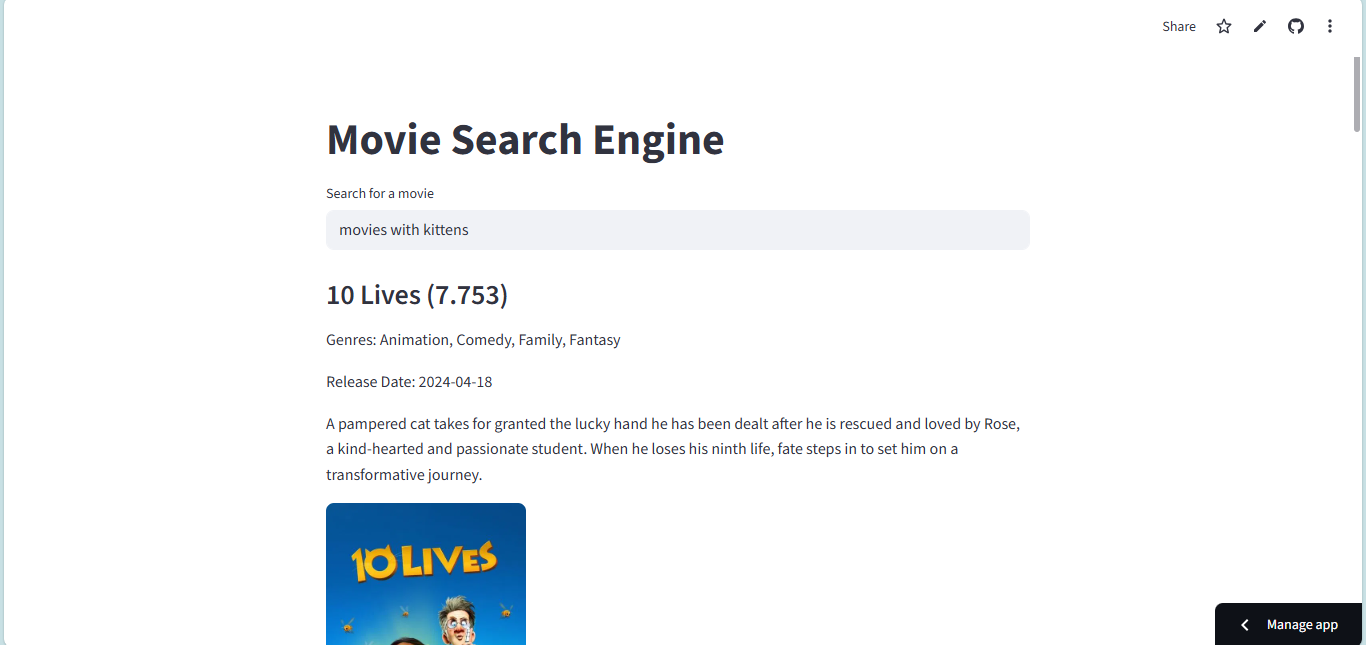 Share
Movie Search Engine
Search for a movie
movies with kittens
10 Lives (7.753)
Genres: Animation, Comedy, Family, Fantasy
Release Date: 2024-04-18
A pampered cat takes for granted the lucky hand he has been dealt after he is rescued and loved by Rose,
a kind-hearted and passionate student. When he loses his ninth life, fate steps in to set him on a
transformative journey.
10 LIVES
Manage app